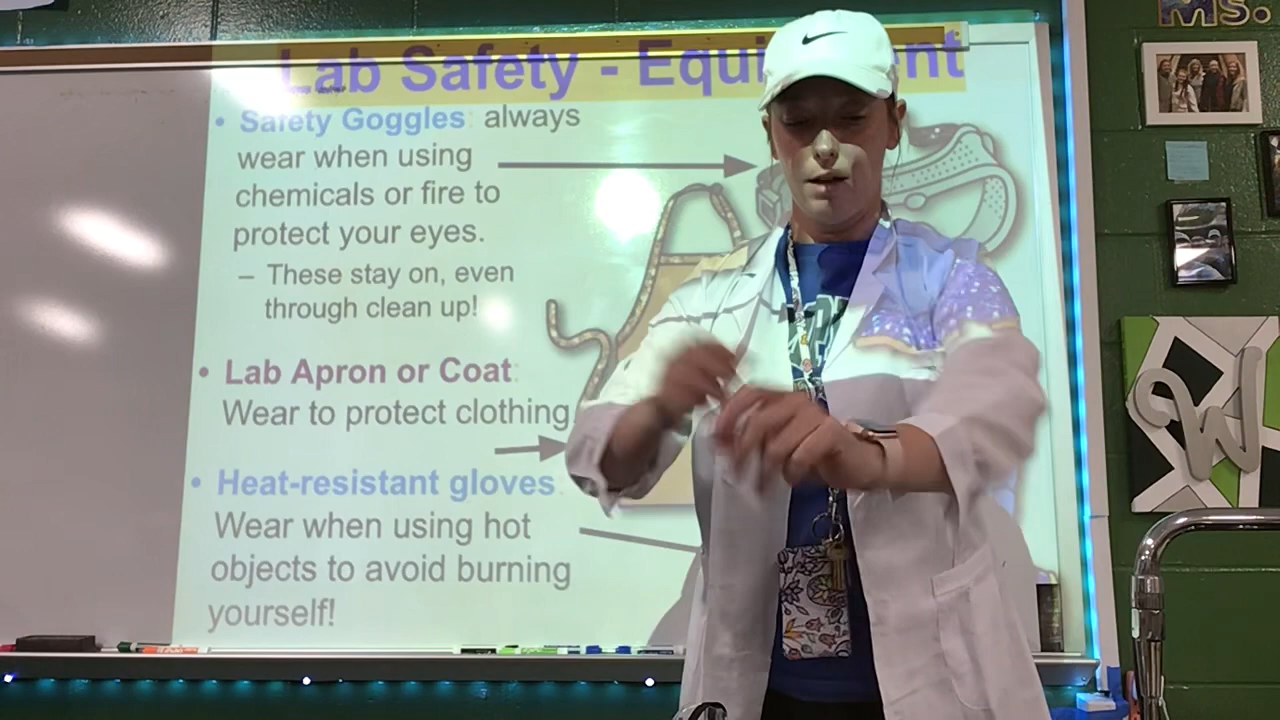 Ms.
Lab Safety - Equi ent
• Safety Goggles: always
wear when using
chemicals or fire to
protect your eyes.
– These stay on, even
through clean up!
• Lab Apron or Coat:
Wear to protect clothing
• Heat-resistant gloves:
Wear when using hot
objects to avoid burning
yourself!
W